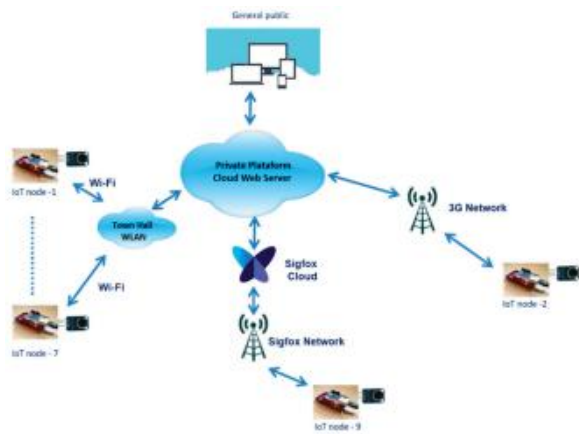 General public
Private Plataform
Cloud Web Server
IoT node -1
Wi-Fi
Town Hall
WLAN
Wi-Fi
IoT node - 7
Sigfox
Cloud
Sigfox Network
IoT node - 9
3G Network
IoT node -2